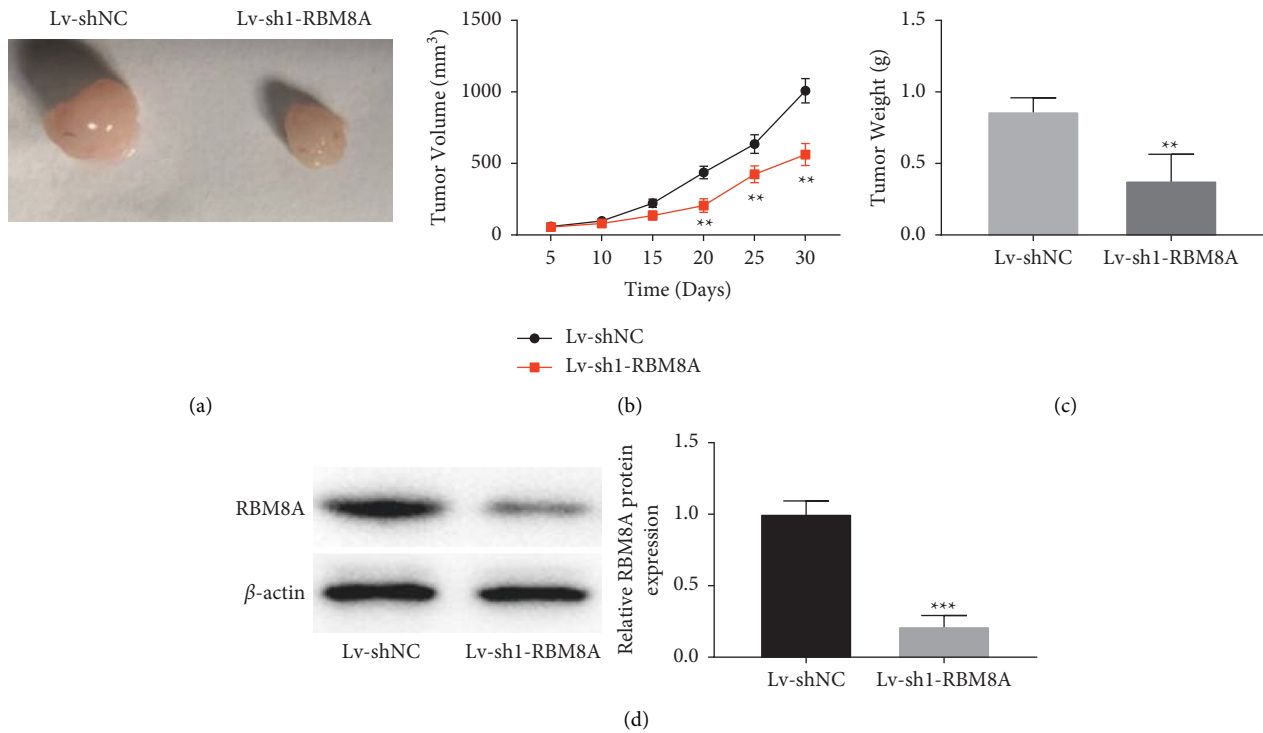 Lv-shNC Lv-sh1-RBM8A
(a)
Tumor Volume (mm³)
1500
1000
500
0
5 10 15 20 25 30
** ** **
Time (Days)
Lv-shNC
Lv-sh1-RBM8A
(b)
Tumor Weight (g)
1.5
1.0
0.5
0.0
**
Lv-shNC Lv-sh1-RBM8A
(c)
RBM8A
β-actin
Lv-shNC Lv-sh1-RBM8A
Relative RBM8A protein
expression
1.5
1.0
0.5
0.0
***
Lv-shNC Lv-sh1-RBM8A
(d)